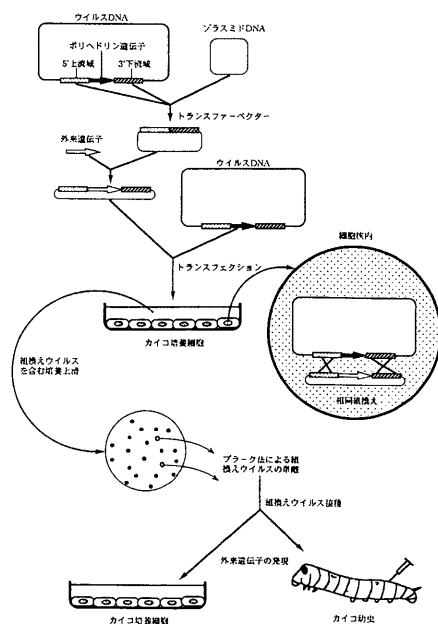 ウイルスDNA
プラスミドDNA
ポリヘドリン遺伝子
5'上流域
3'下流域
トランスファーベクター
外来遺伝子
ウイルスDNA
細胞核内
トランスフェクション
カイコ培養細胞
相同組換え
組換えウイルス
を含む培養上清
プラーク法による組
換えウイルスの単離
組換えウイルス接種
外来遺伝子の発現
カイコ培養細胞
カイコ幼虫